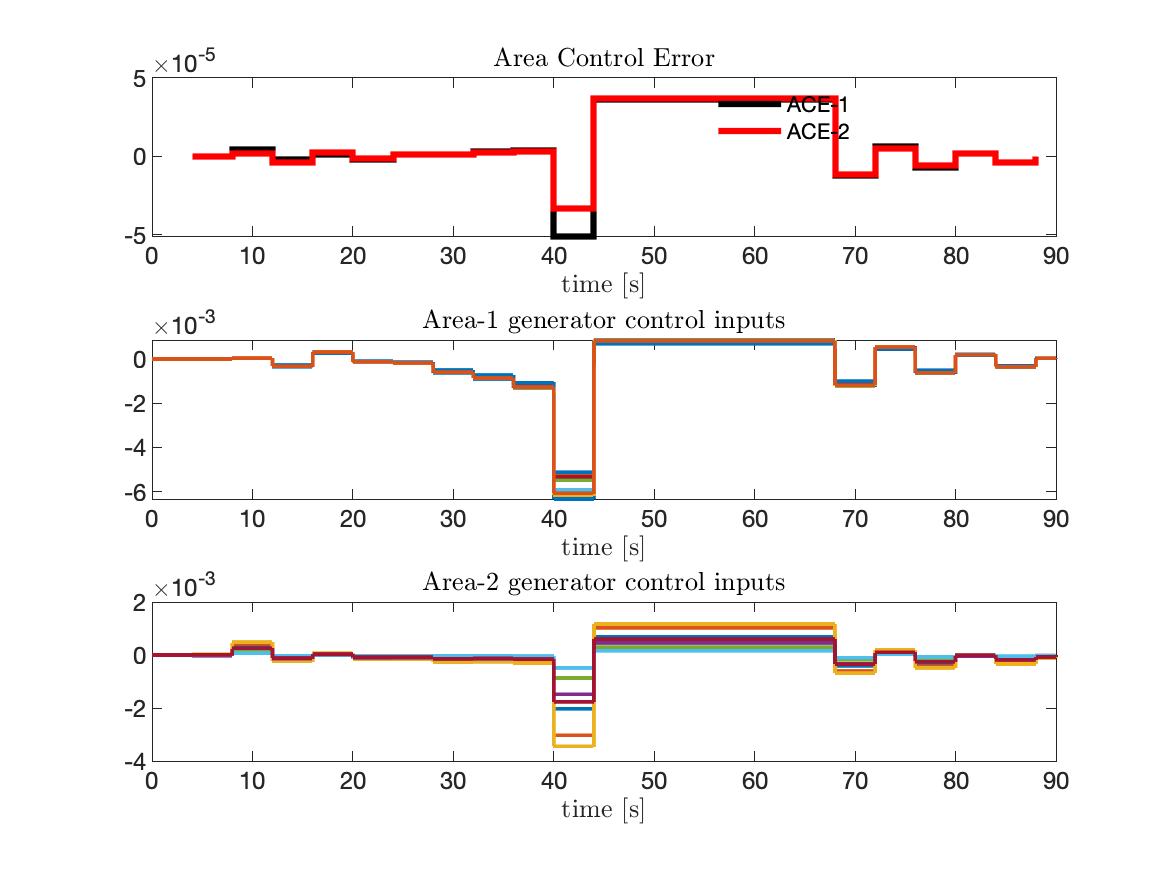 ×10-5
Area Control Error
5
0
-5
ACE-1
ACE-2
0 10 20 30 40 50 60 70 80 90
time [s]
×10-3
Area-1 generator control inputs
0
-2
-4
-6
0 10 20 30 40 50 60 70 80 90
time [s]
×10-3
Area-2 generator control inputs
2
0
-2
-4
0 10 20 30 40 50 60 70 80 90
time [s]